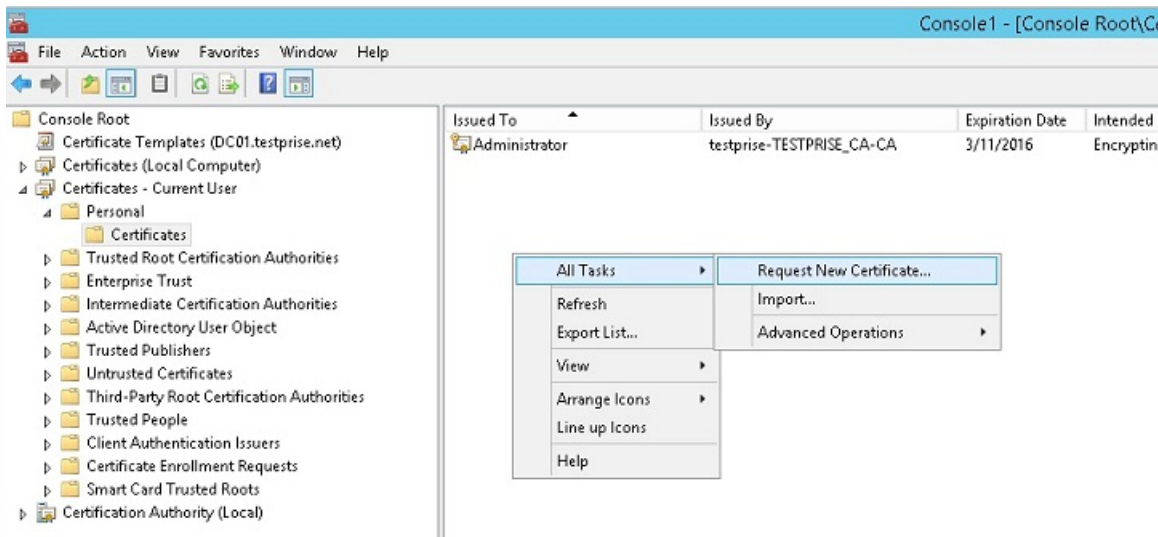 Console1 - [Console Root\Ce
File Action View Favorites Window Help
Console Root
Certificate Templates (DC01.testprise.net)
Certificates (Local Computer)
Certificates - Current User
Personal
Certificates
Trusted Root Certification Authorities
Enterprise Trust
Intermediate Certification Authorities
Active Directory User Object
Trusted Publishers
Untrusted Certificates
Third-Party Root Certification Authorities
Trusted People
Client Authentication Issuers
Certificate Enrollment Requests
Smart Card Trusted Roots
Certification Authority (Local)
Issued To Issued By Expiration Date Intended
Administrator testprise-TESTPRISE_CA-CA 3/11/2016 Encryptin
All Tasks
Refresh
Export List...
View
Arrange Icons
Line up Icons
Help
Request New Certificate...
Import...
Advanced Operations